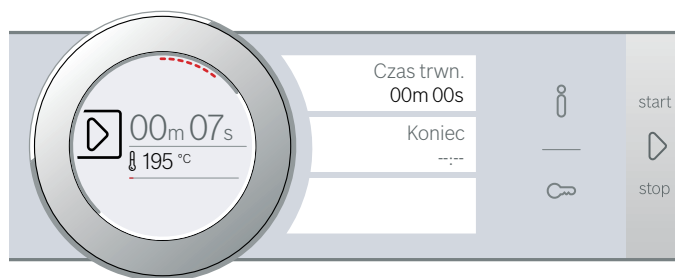 00m 07s
195 °C
Czas trwn.
00m 00s
Koniec
--:--
start
stop